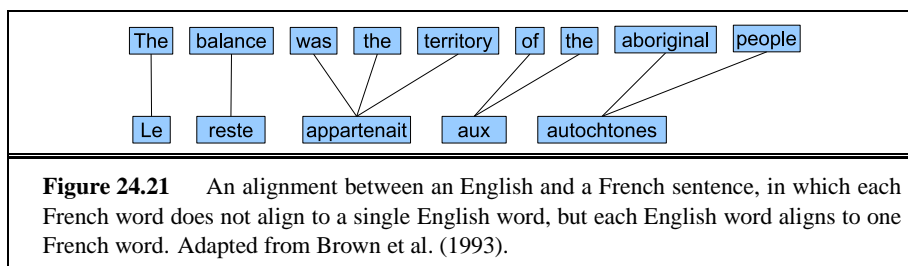 The balance was the territory of the aboriginal people
Le reste appartenait aux autochtones
Figure 24.21 An alignment between an English and a French sentence, in which each
French word does not align to a single English word, but each English word aligns to one
French word. Adapted from Brown et al. (1993).